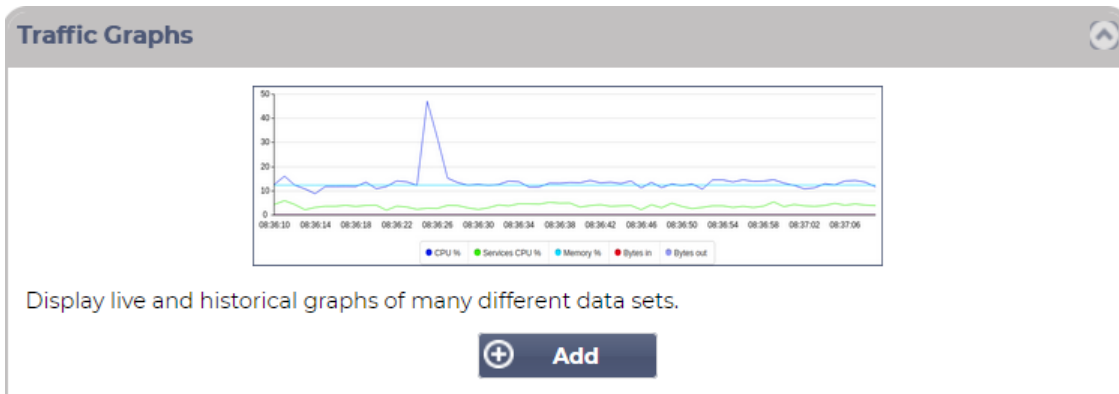 Traffic Graphs
50
40
30
20
10
0
08:36:10 08:36:14 08:36:18 08:36:22 08:36:26 08:36:30 08:36:34 08:36:38 08:36:42 08:36:46 08:36:50 08:36:54 08:36:58 08:37:02 08:37:06
CPU % Services CPU % Memory % Bytes in Bytes out
Display live and historical graphs of many different data sets.
Add